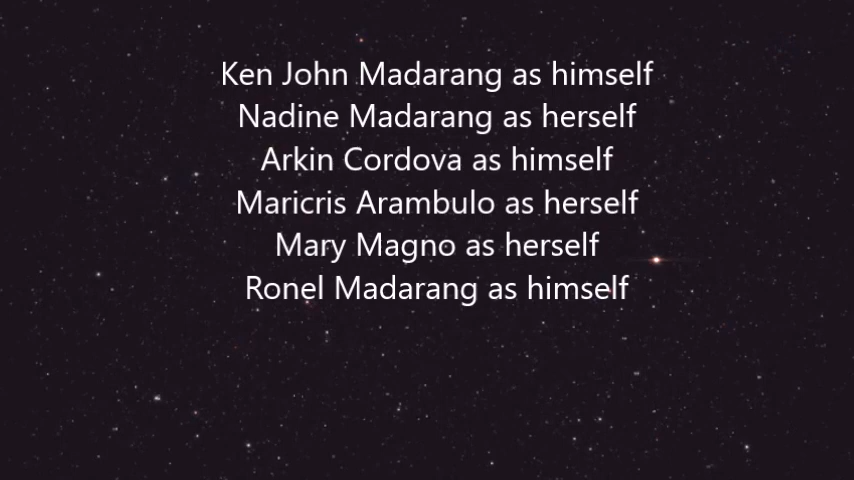 Ken John Madarang as himself
Nadine Madarang as herself
Arkin Cordova as himself
Maricris Arambulo as herself
Mary Magno as herself
Ronel Madarang as himself